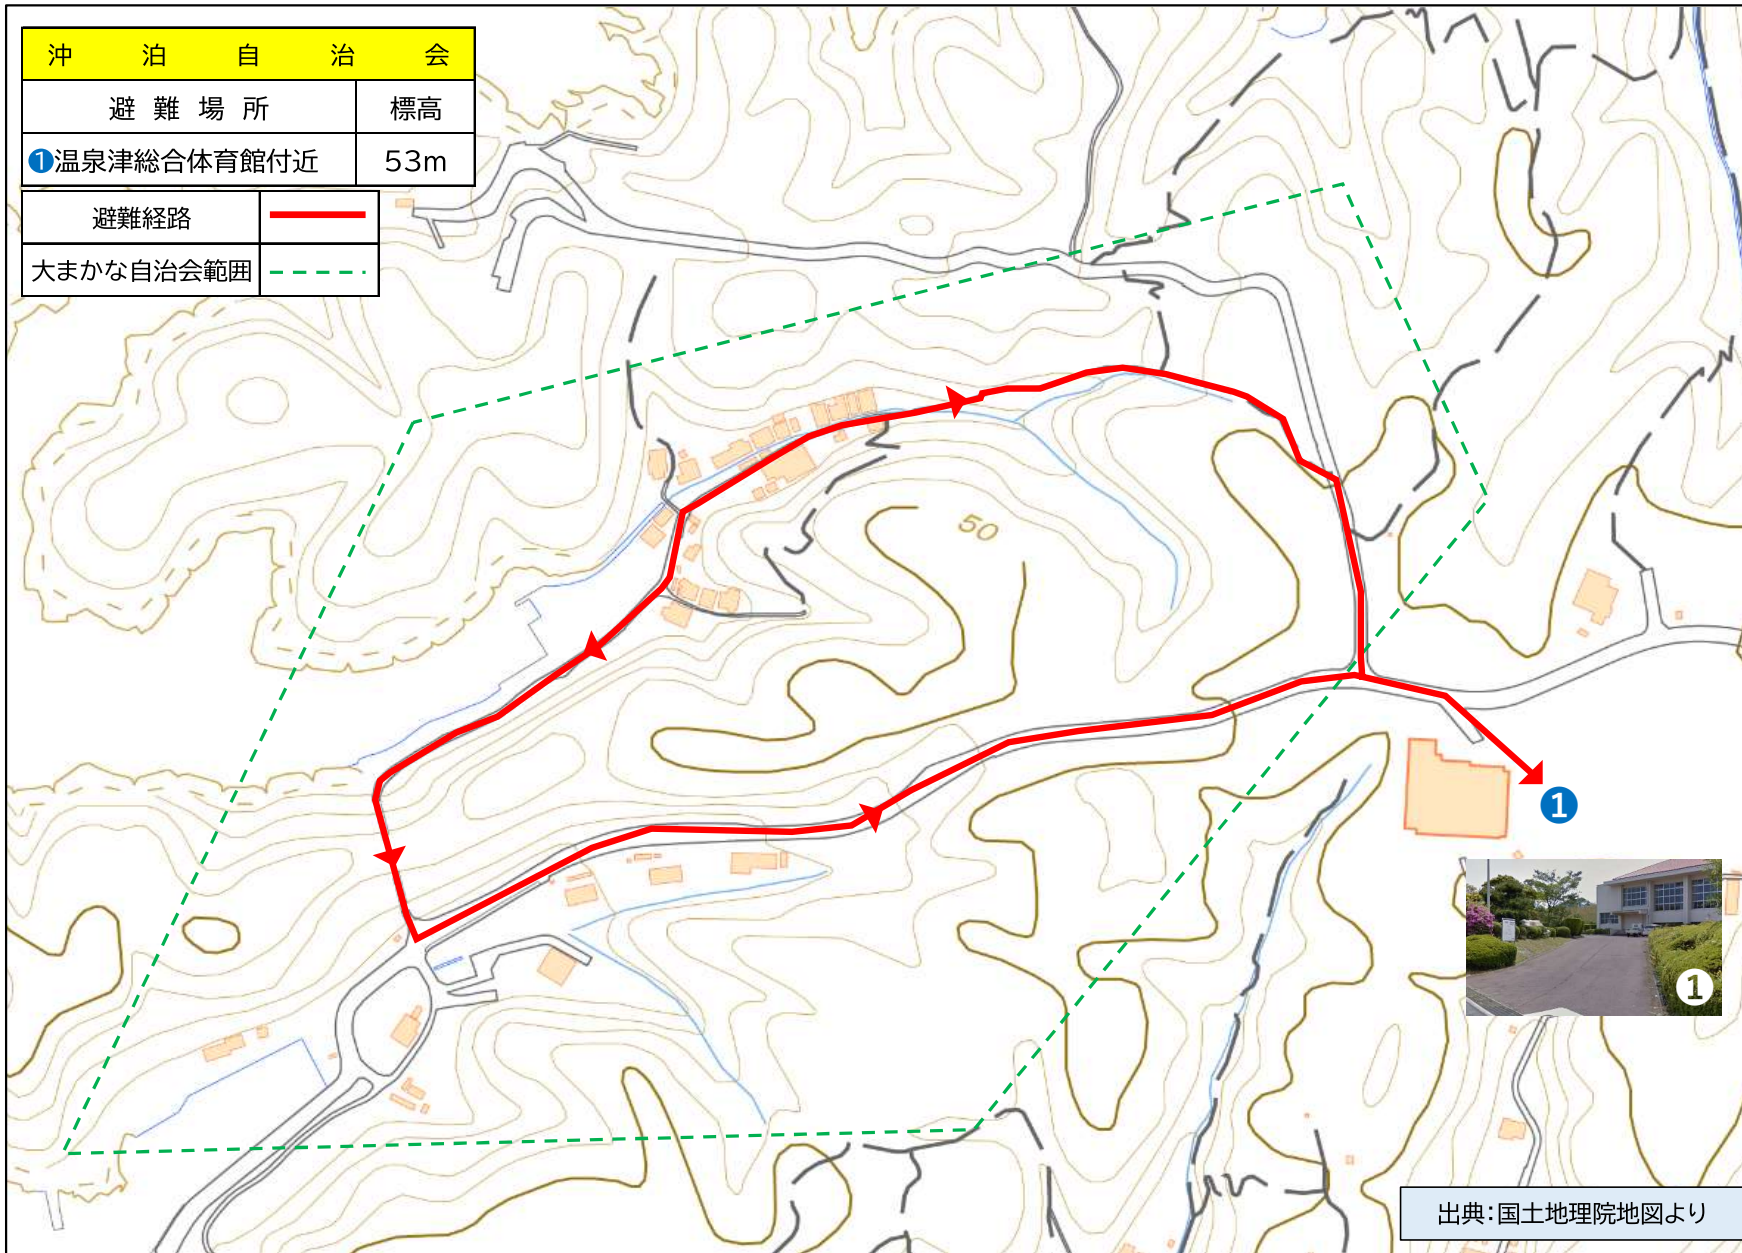 沖泊自治会
避難場所 標高
❶温泉津総合体育館付近 53m
避難経路
大まかな自治会範囲
50
❶
❶
出典：国土地理院地図より